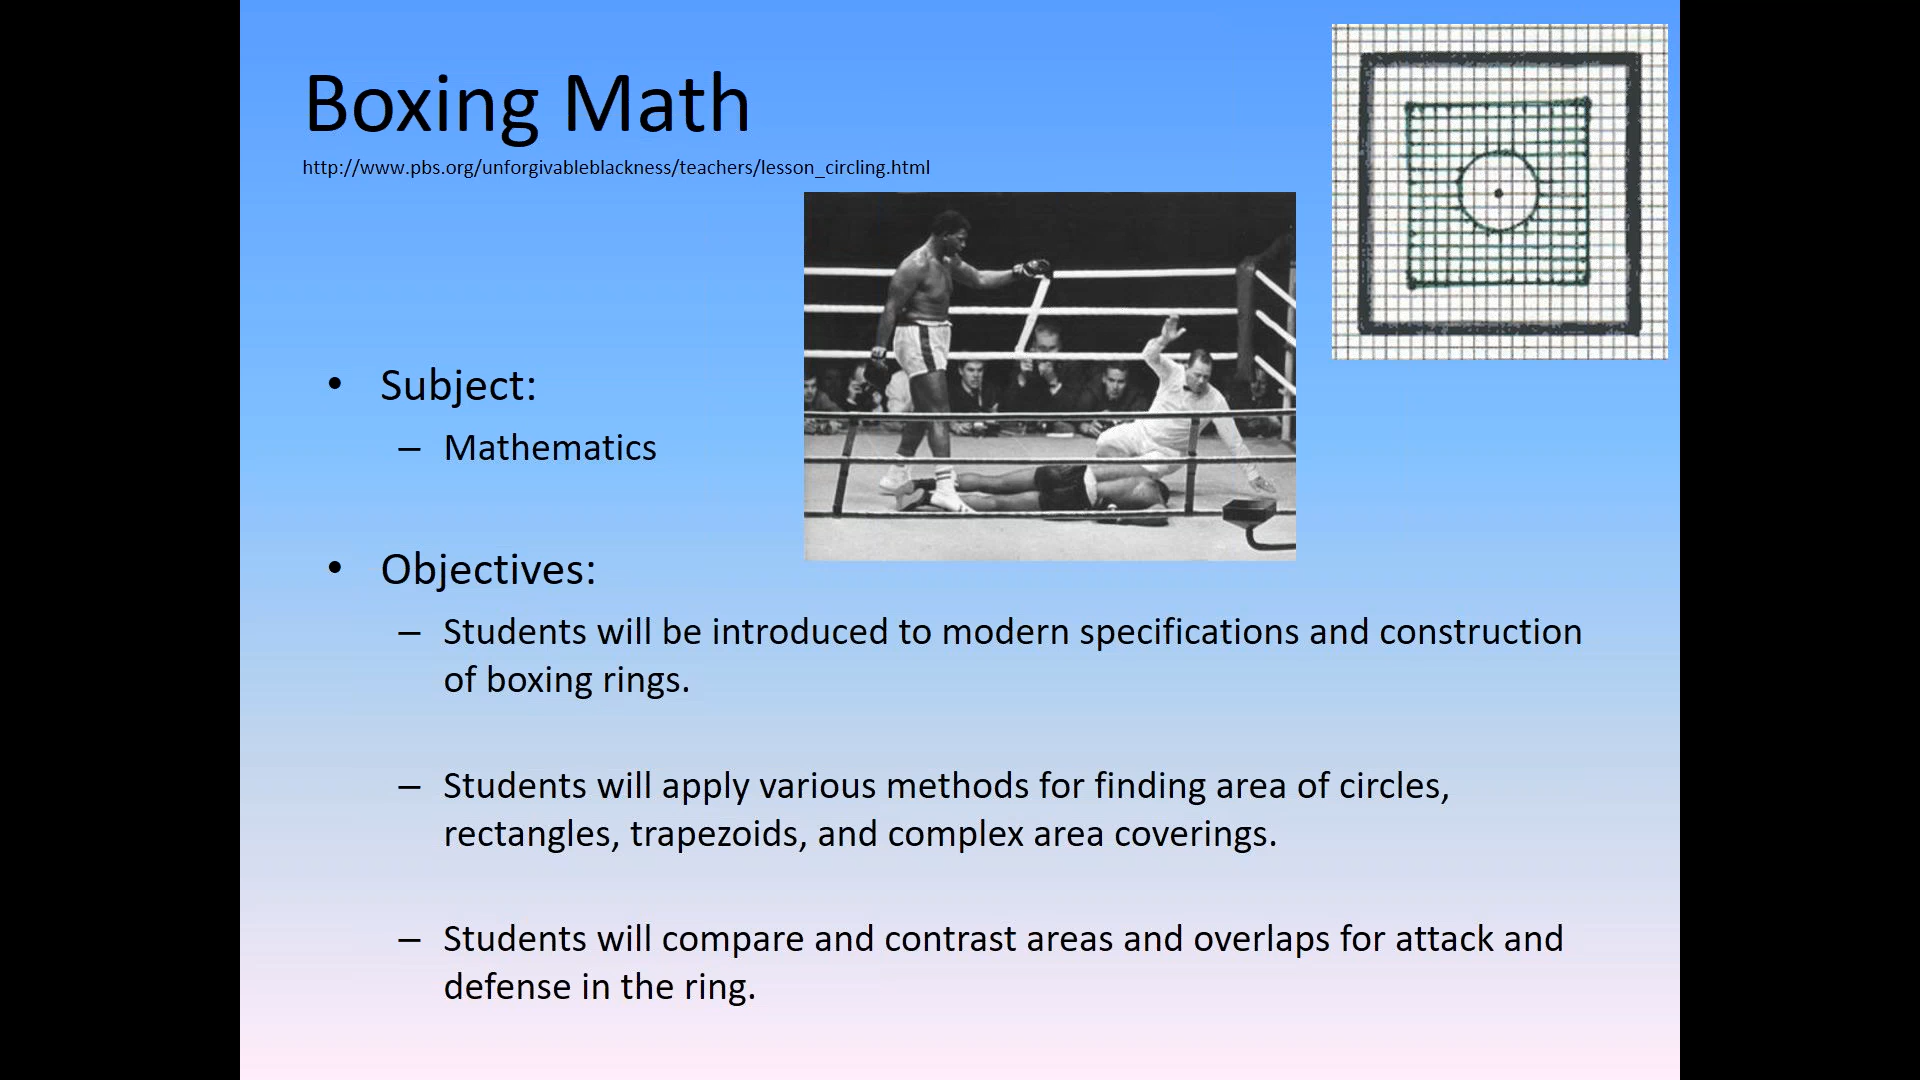 Boxing Math
http://www.pbs.org/unforgivableblackness/teachers/lesson_circling.html
• Subject:
– Mathematics
• Objectives:
– Students will be introduced to modern specifications and construction
of boxing rings.
– Students will apply various methods for finding area of circles,
rectangles, trapezoids, and complex area coverings.
– Students will compare and contrast areas and overlaps for attack and
defense in the ring.